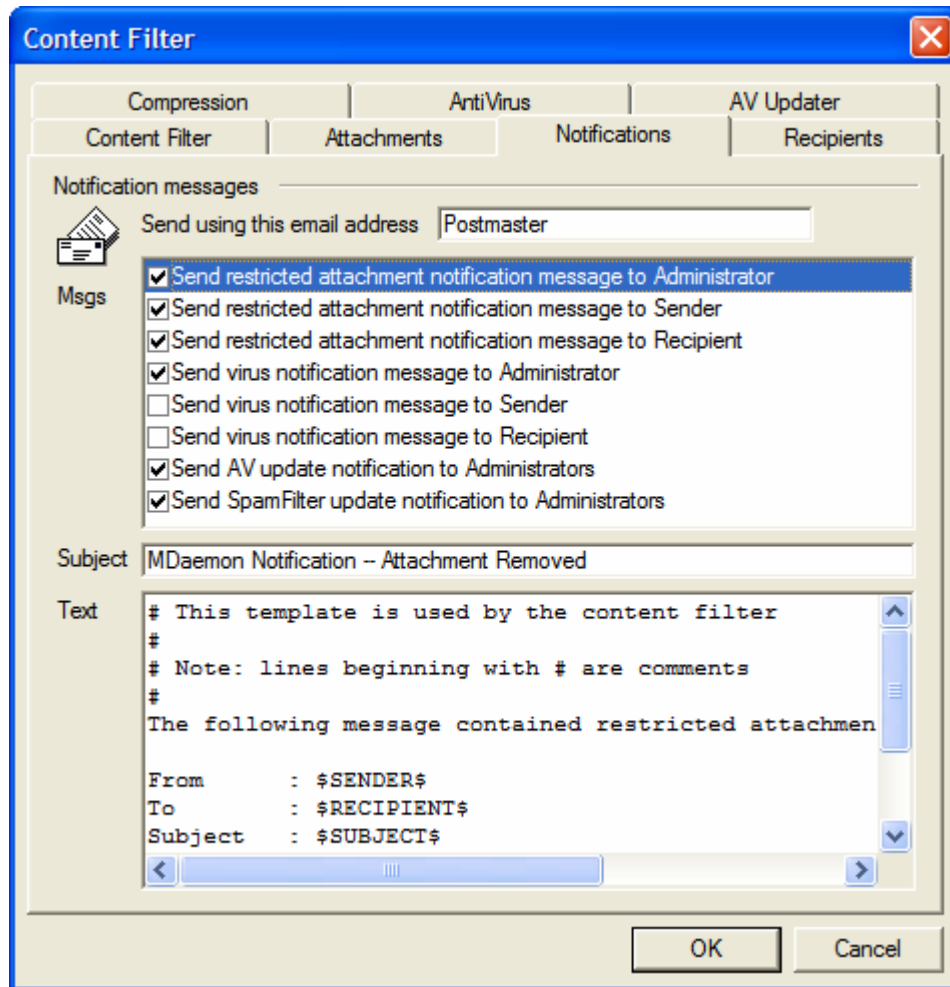 Content Filter
Compression AntiVirus AV Updater
Content Filter Attachments Notifications Recipients
Notification messages
Send using this email address Postmaster
Msgs
Send restricted attachment notification message to Administrator
Send restricted attachment notification message to Sender
Send restricted attachment notification message to Recipient
Send virus notification message to Administrator
Send virus notification message to Sender
Send virus notification message to Recipient
Send AV update notification to Administrators
Send SpamFilter update notification to Administrators
Subject MDaemon Notification -- Attachment Removed
Text
# This template is used by the content filter
#
# Note: lines beginning with # are comments
#
The following message contained restricted attachmen
From : $SENDER$
To : $RECIPIENT$
Subject : $SUBJECT$
OK Cancel